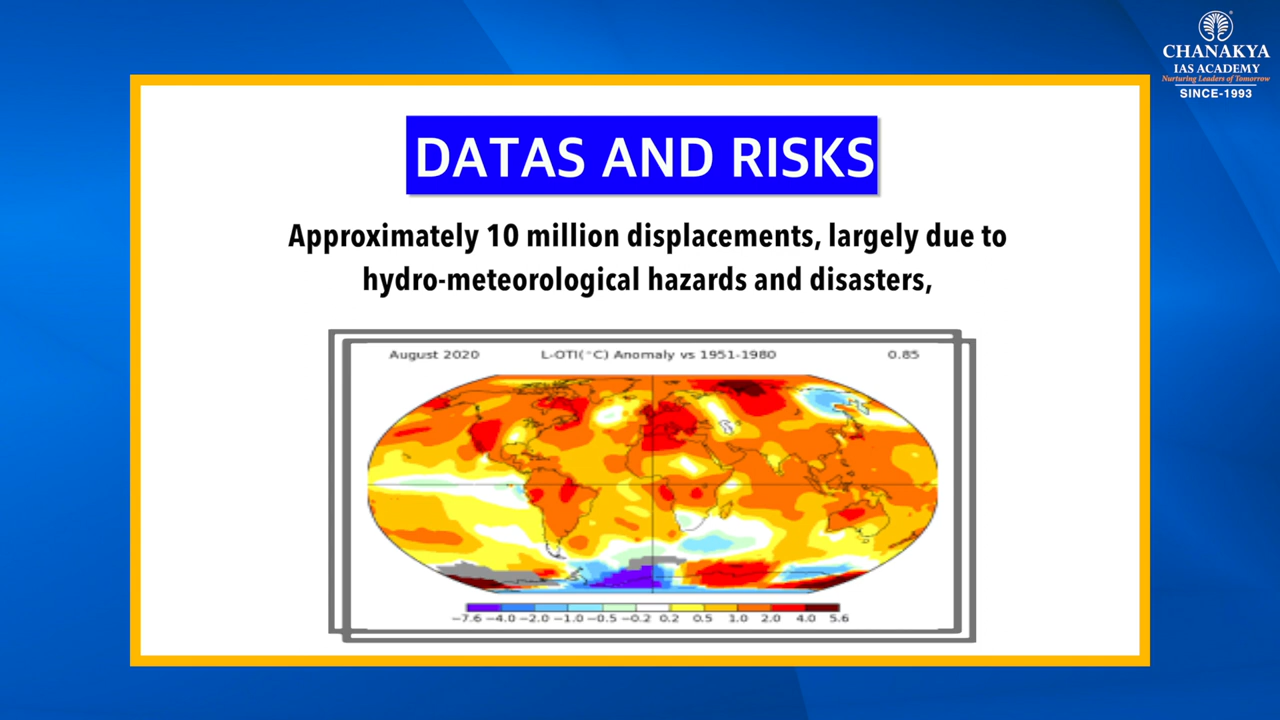 CHANAKYA
IAS ACADEMY
Nurturing Leaders of Tomorrow
SINCE-1993
DATAS AND RISKS
Approximately 10 million displacements, largely due to
hydro-meteorological hazards and disasters,
August 2020 L-OTI(°C) Anomaly vs 1951-1980 0.85
−7.6 −4.0 −2.0 −1.0 −0.5 −0.2 0.2 0.5 1.0 2.0 4.0 5.6